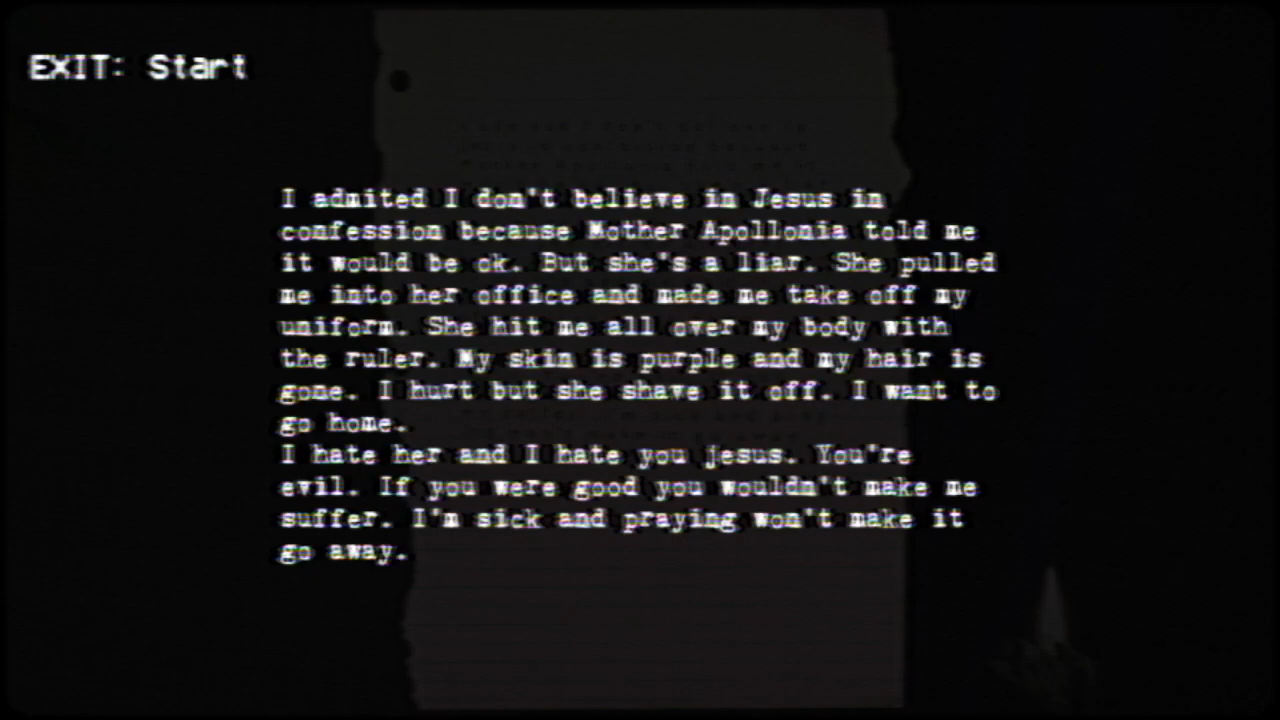 EXIT: Start
I admited I don't believe in Jesus in
confession because Mother Apollonia told me
it would be ok. But she's a liar. She pulled
me into her office and made me take off my
uniform. She hit me all over my body with
the ruler. My skin is purple and my hair is
gone. I hurt but she shave it off. I want to
go home.
I hate her and I hate you jesus. You're
evil. If you were good you wouldn't make me
suffer. I'm sick and praying won't make it
go away.